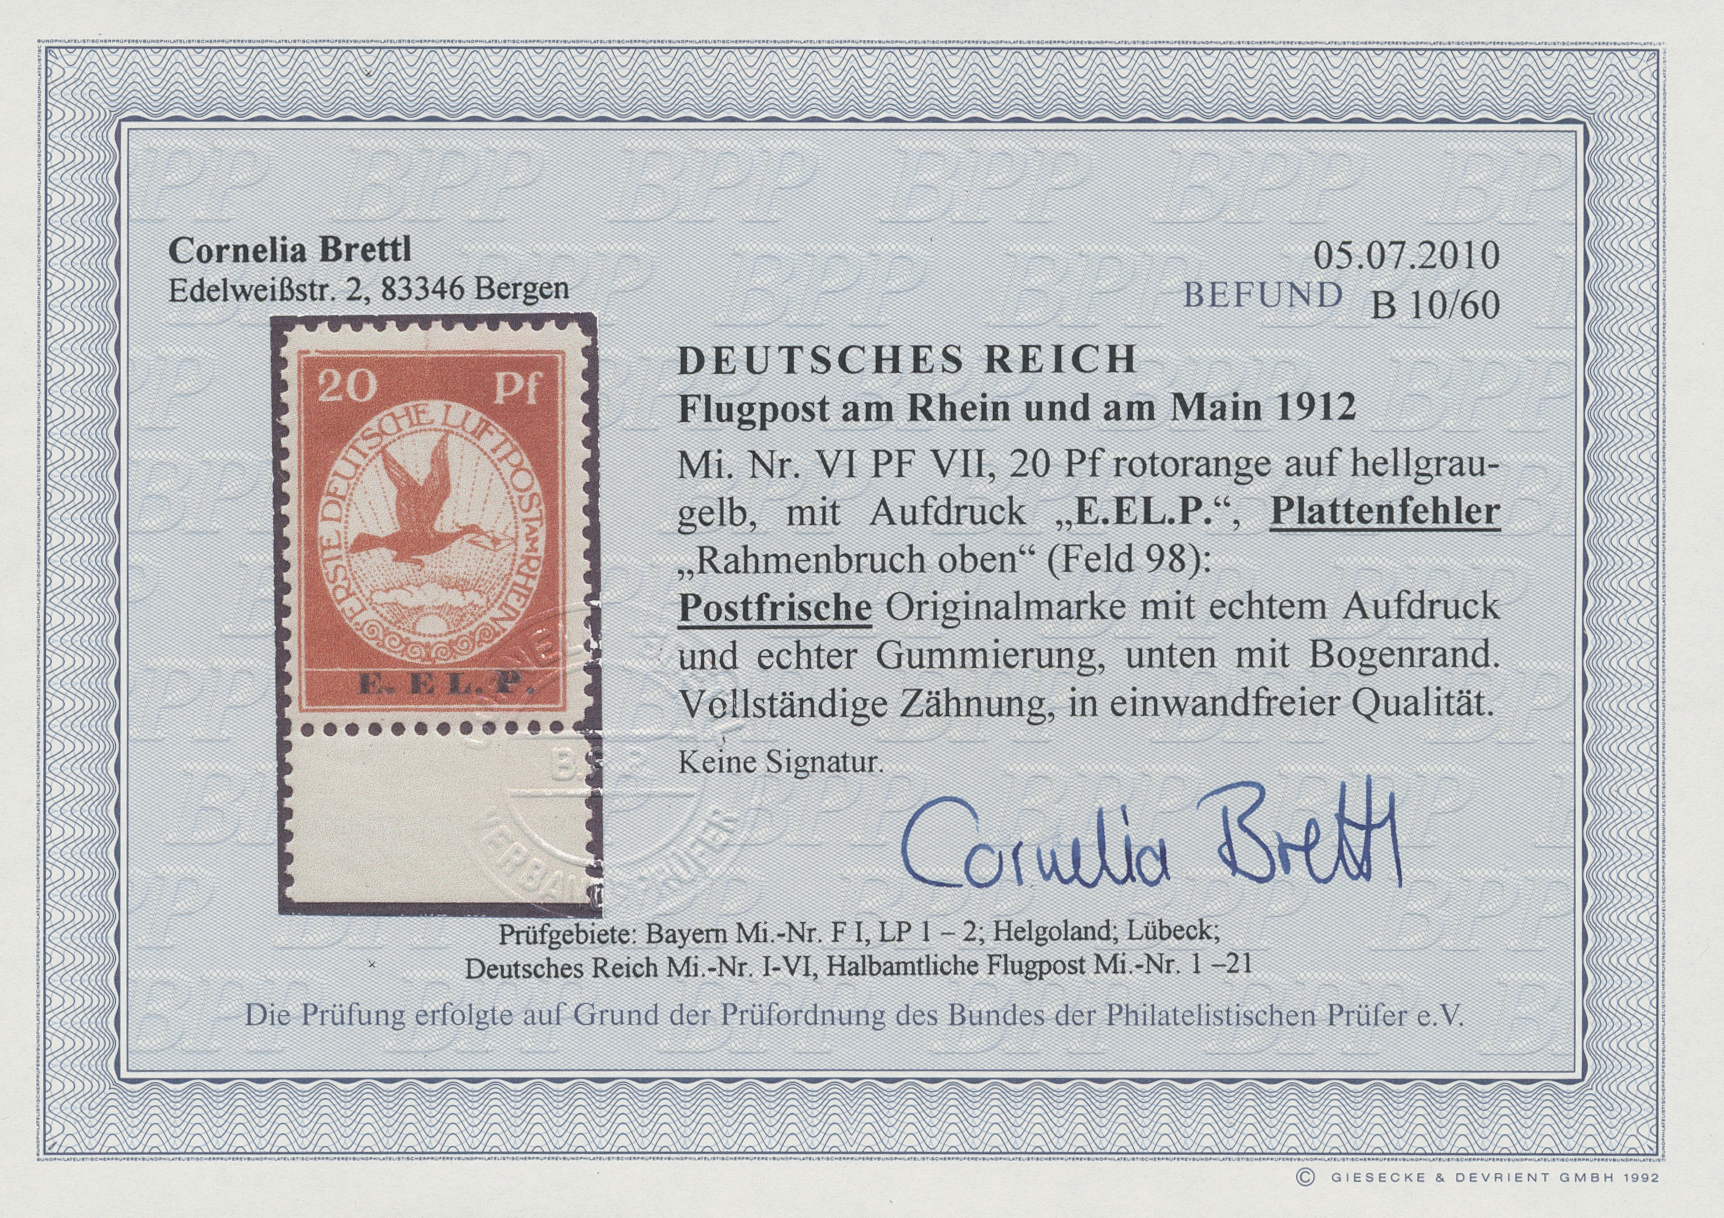 Cornelia Brettl
Edelweißstr. 2, 83346 Bergen
05.07.2010
BEFUND B 10/60
20 Pf
ERSTE DEUTSCHE LUFTPOST AM RHEIN
E. EL. P.
DEUTSCHES REICH
Flugpost am Rhein und am Main 1912
Mi. Nr. VI PF VII, 20 Pf rotorange auf hellgrau-
gelb, mit Aufdruck „E.EL.P.“, Plattenfehler
„Rahmenbruch oben“ (Feld 98):
Postfrische Originalmarke mit echtem Aufdruck
und echter Gummierung, unten mit Bogenrand.
Vollständige Zähnung, in einwandfreier Qualität.
Keine Signatur.
Cornelia Brettl
Prüfgebiete: Bayern Mi.-Nr. F I, LP 1 – 2; Helgoland; Lübeck;
Deutsches Reich Mi.-Nr. I-VI, Halbamtliche Flugpost Mi.-Nr. 1 –21
Die Prüfung erfolgte auf Grund der Prüfordnung des Bundes der Philatelistischen Prüfer e.V.
© GIESECKE & DEVRIENT GMBH 1992